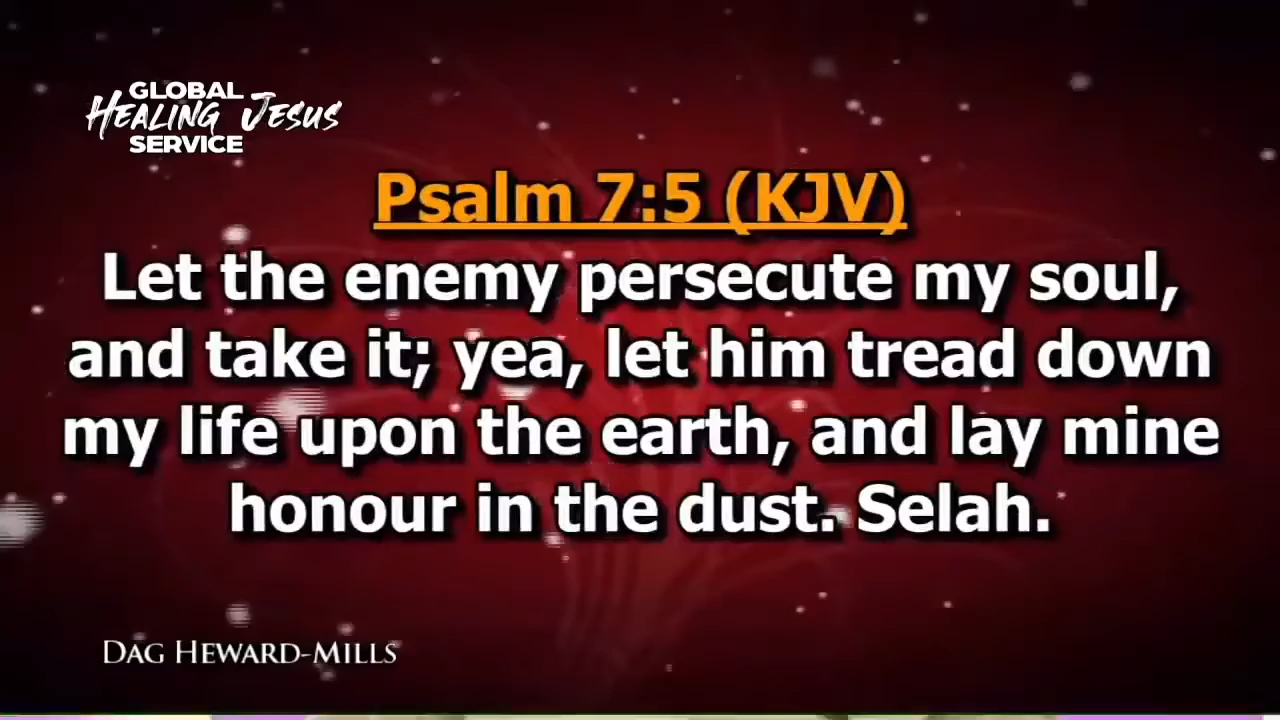 GLOBAL
HEALING JESUS
SERVICE
Psalm 7:5 (KJV)
Let the enemy persecute my soul,
and take it; yea, let him tread down
my life upon the earth, and lay mine
honour in the dust. Selah.
DAG HEWARD-MILLS